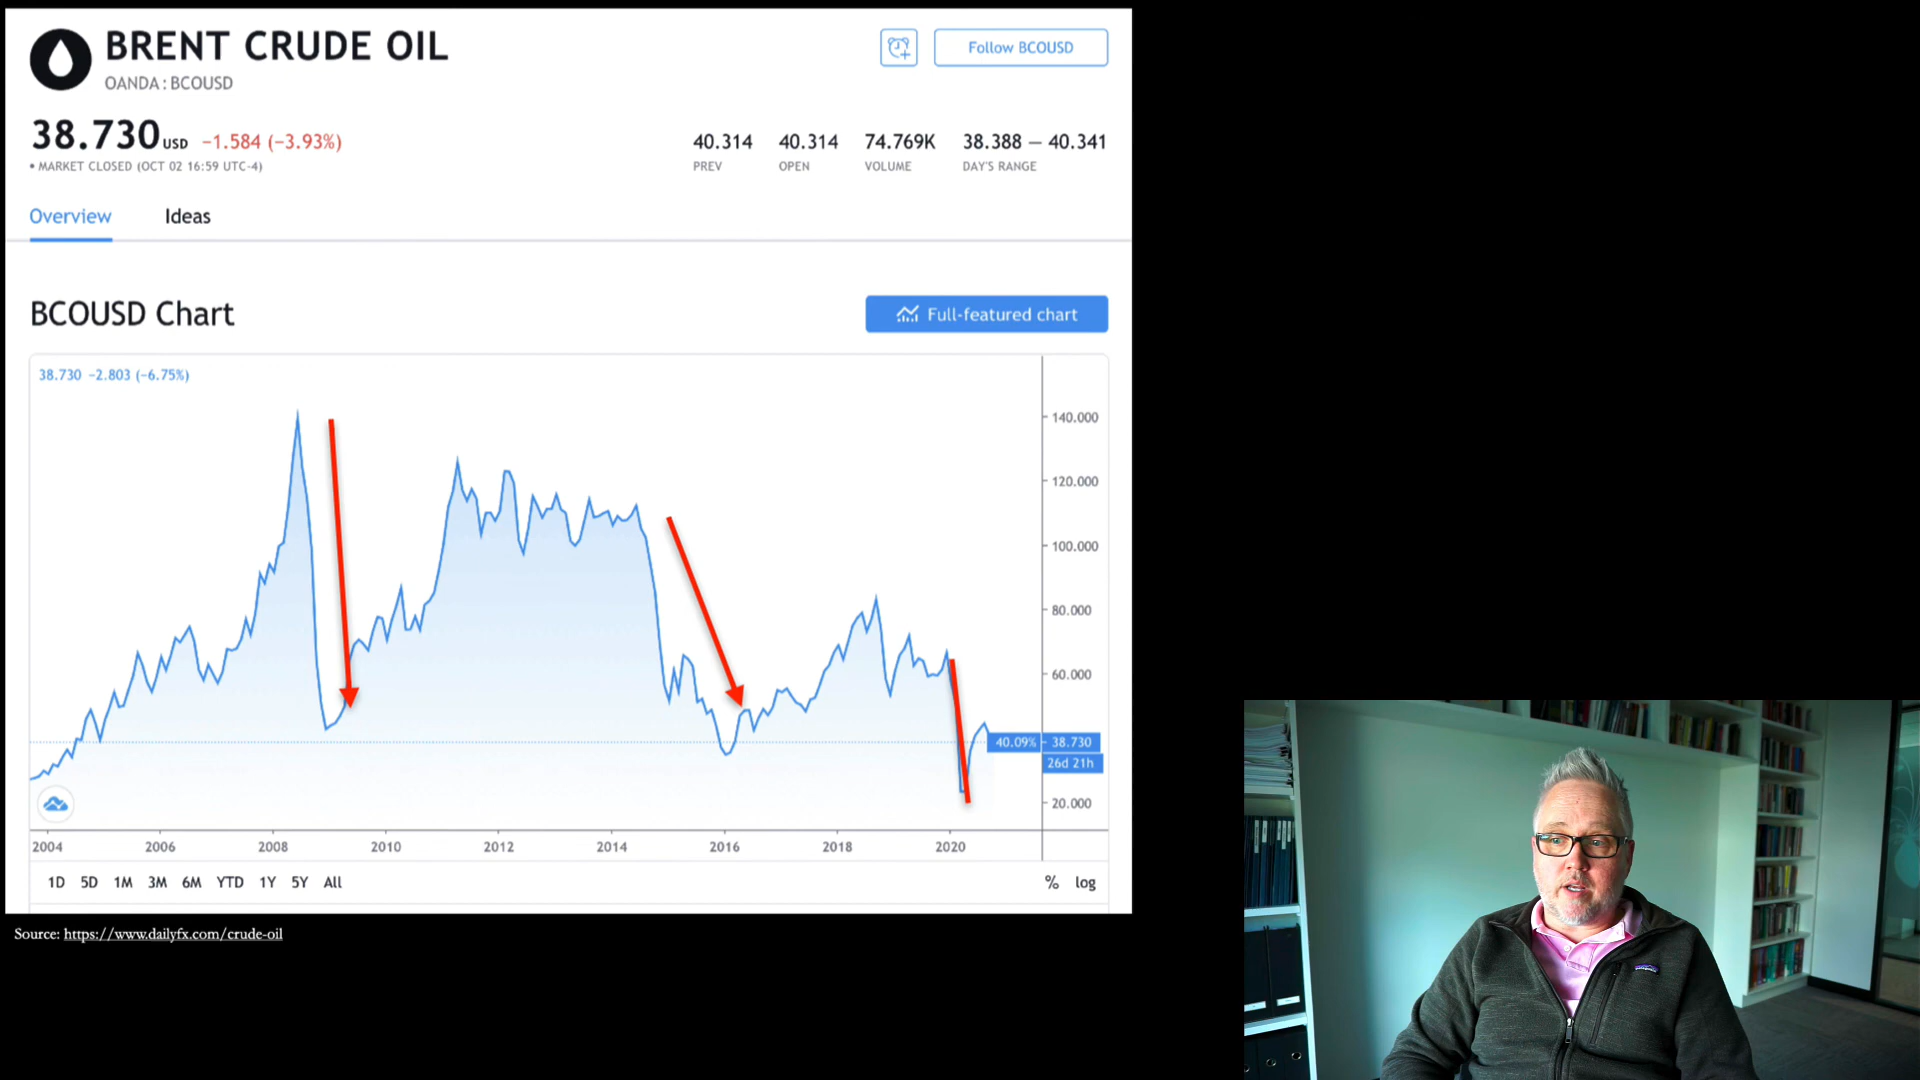 BRENT CRUDE OIL
OANDA : BCOUSD
Follow BCOUSD
38.730 USD −1.584 (−3.93%)
• MARKET CLOSED (OCT 02 16:59 UTC-4)
40.314 40.314 74.769K 38.388 — 40.341
PREV OPEN VOLUME DAY'S RANGE
Overview Ideas
BCOUSD Chart
Full-featured chart
38.730 −2.803 (−6.75%)
140.000
120.000
100.000
80.000
60.000
40.09% 38.730
26d 21h
20.000
2004 2006 2008 2010 2012 2014 2016 2018 2020
1D 5D 1M 3M 6M YTD 1Y 5Y All % log
Source: https://www.dailyfx.com/crude-oil